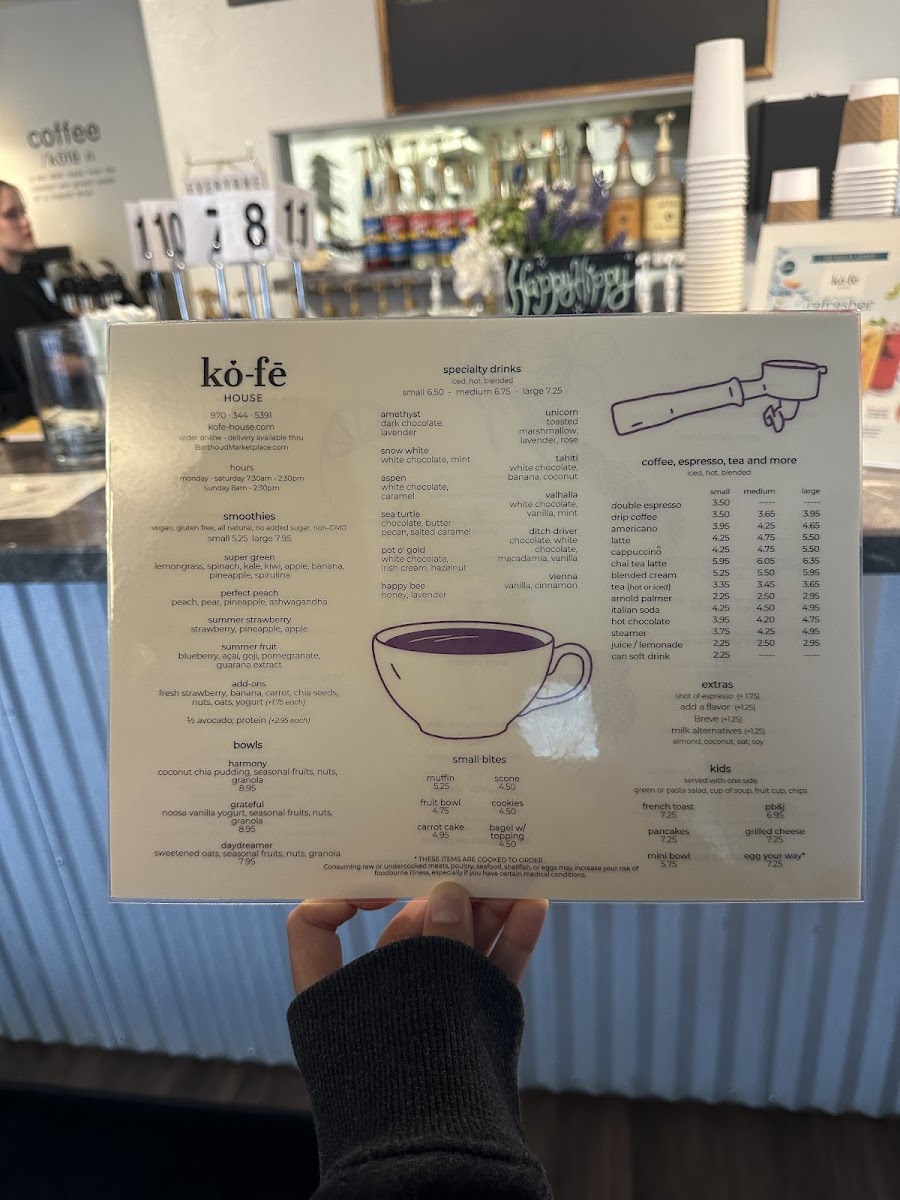 coffee
/'kôfē n
1 10 7 8 11
HappyHippy
kö-fē
refresher
kȯ-fē
HOUSE
970 - 344 - 5391
kofe-house.com
order online - delivery available thru
BerthoudMarketplace.com
hours
monday - saturday 7:30am - 2:30pm
sunday 8am - 2:30pm
smoothies
vegan, gluten free, all natural, no added sugar, non-GMO
small 5.25 large 7.95
super green
lemongrass, spinach, kale, kiwi, apple, banana,
pineapple, spirulina
perfect peach
peach, pear, pineapple, ashwagandha
summer strawberry
strawberry, pineapple, apple
summer fruit
blueberry, açai, goji, pomegranate,
guarana extract
add-ons
fresh strawberry, banana, carrot, chia seeds,
nuts, oats, yogurt (+1.75 each)
½ avocado, protein (+2.95 each)
bowls
harmony
coconut chia pudding, seasonal fruits, nuts,
granola
8.95
grateful
noosa vanilla yogurt, seasonal fruits, nuts,
granola
8.95
daydreamer
sweetened oats, seasonal fruits, nuts, granola
7.95
specialty drinks
iced, hot, blended
small 6.50 - medium 6.75 - large 7.25
amethyst
dark chocolate,
lavender
snow white
white chocolate, mint
aspen
white chocolate,
caramel
sea turtle
chocolate, butter
pecan, salted caramel
pot o' gold
white chocolate,
irish cream, hazelnut
happy bee
honey, lavender
unicorn
toasted
marshmallow,
lavender, rose
tahiti
white chocolate,
banana, coconut
valhalla
white chocolate,
vanilla, mint
ditch driver
chocolate, white
chocolate,
macadamia, vanilla
vienna
vanilla, cinnamon
small bites
muffin
5.25
scone
4.50
fruit bowl
4.75
cookies
4.50
carrot cake
4.95
bagel w/
topping
4.50
* THESE ITEMS ARE COOKED TO ORDER
Consuming raw or undercooked meats, poultry, seafood, shellfish, or eggs may increase your risk of
foodborne illness, especially if you have certain medical conditions.
coffee, espresso, tea and more
iced, hot, blended
small medium large
double espresso 3.50 ----- -----
drip coffee 3.50 3.65 3.95
americano 3.95 4.25 4.65
latte 4.25 4.75 5.50
cappuccino 4.25 4.75 5.50
chai tea latte 5.95 6.05 6.35
blended cream 5.25 5.50 5.95
tea (hot or iced) 3.35 3.45 3.65
arnold palmer 2.25 2.50 2.95
italian soda 4.25 4.50 4.95
hot chocolate 3.95 4.20 4.75
steamer 3.75 4.25 4.95
juice / lemonade 2.25 2.50 2.95
can soft drink 2.25 ----- -----
extras
shot of espresso (+ 1.75)
add a flavor (+1.25)
Breve (+1.25)
milk alternatives (+1.25)
almond, coconut, oat, soy
kids
served with one side
green or pasta salad, cup of soup, fruit cup, chips
french toast
7.25
pb&j
6.95
pancakes
7.25
grilled cheese
7.25
mini bowl
5.75
egg your way*
7.25